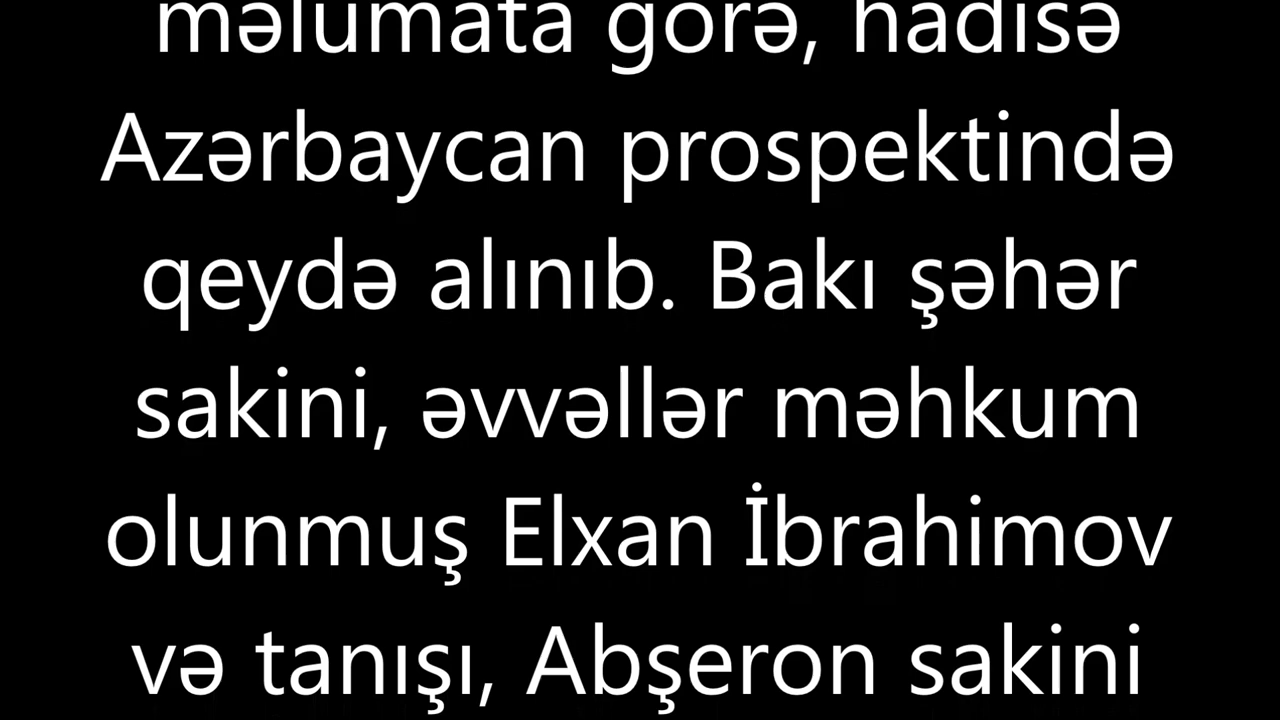 məlumata görə, hadisə
Azərbaycan prospektində
qeydə alınıb. Bakı şəhər
sakini, əvvəllər məhkum
olunmuş Elxan İbrahimov
və tanışı, Abşeron sakini